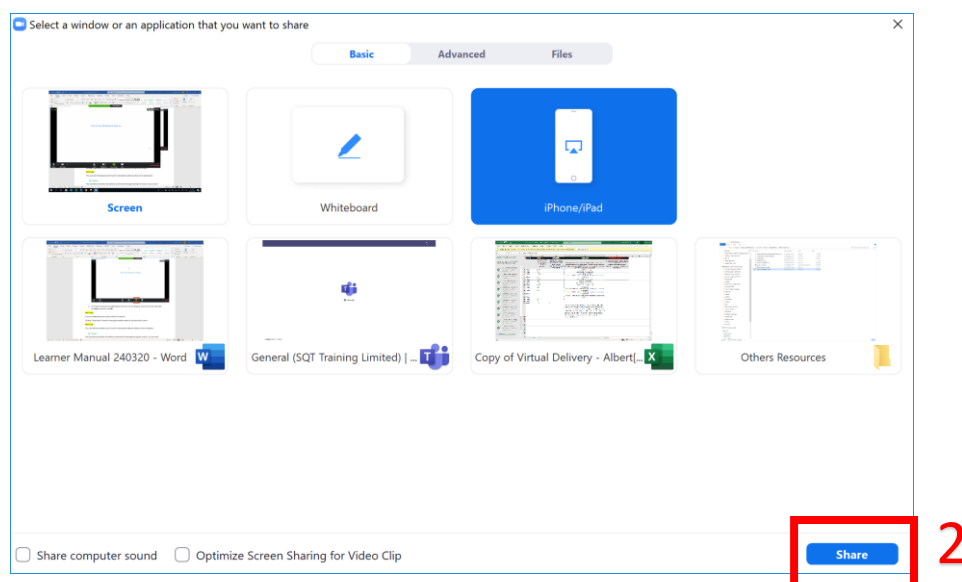 Select a window or an application that you want to share
Basic Advanced Files
Screen Whiteboard iPhone/iPad
Learner Manual 240320 - Word W General (SQT Training Limited) | ... T Copy of Virtual Delivery - Albert[... X Others Resources
Share computer sound Optimize Screen Sharing for Video Clip Share 2